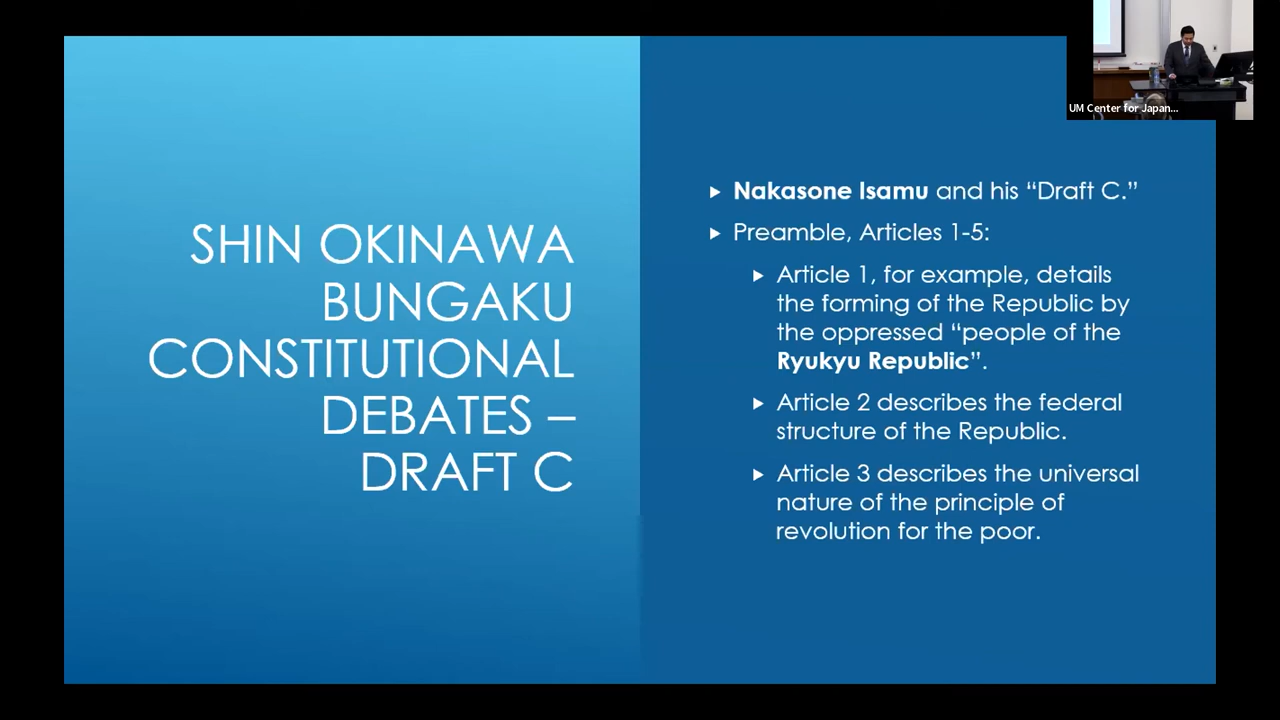 UM Center for Japan...
SHIN OKINAWA
BUNGAKU
CONSTITUTIONAL
DEBATES –
DRAFT C
Nakasone Isamu and his “Draft C.”
Preamble, Articles 1-5:
Article 1, for example, details
the forming of the Republic by
the oppressed “people of the
Ryukyu Republic”.
Article 2 describes the federal
structure of the Republic.
Article 3 describes the universal
nature of the principle of
revolution for the poor.